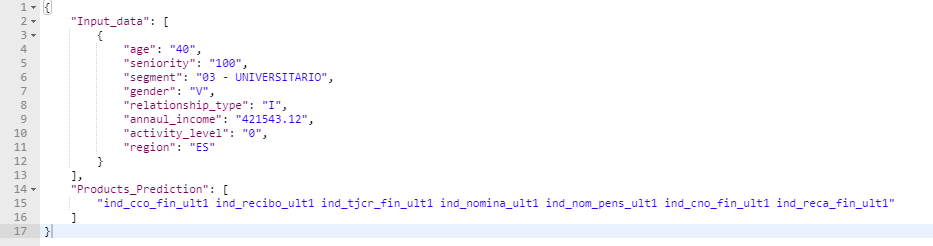 1 {
2 "Input_data": [
3 {
4 "age": "40",
5 "seniority": "100",
6 "segment": "03 - UNIVERSITARIO",
7 "gender": "V",
8 "relationship_type": "I",
9 "annaul_income": "421543.12",
10 "activity_level": "0",
11 "region": "ES"
12 }
13 ],
14 "Products_Prediction": [
15 "ind_cco_fin_ult1 ind_recibo_ult1 ind_tjcr_fin_ult1 ind_nomina_ult1 ind_nom_pens_ult1 ind_cno_fin_ult1 ind_reca_fin_ult1"
16 ]
17 }